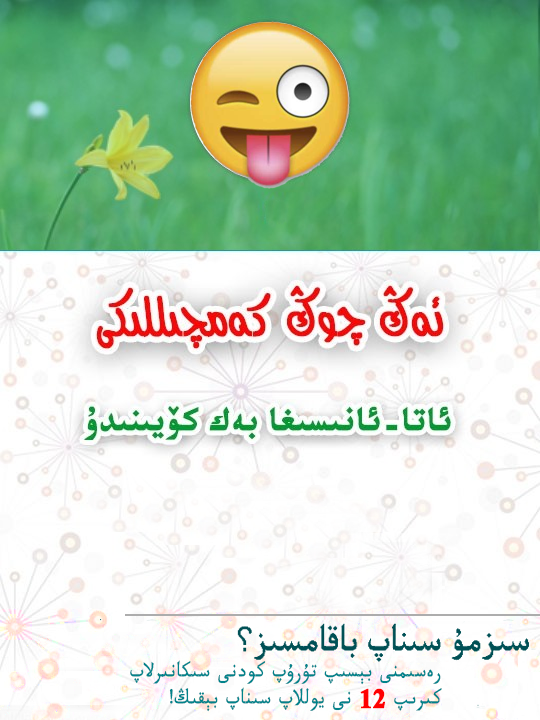 ئەڭ چوڭ كەمچىللىكى
ئاتا-ئانىسىغا بەك كۆيىنىدۇ
سىزمۇ سىناپ باقامسىز؟
رەسىمنى بېسىپ تۇرۇپ كودنى سىكانىرلاپ
كىرىپ 12 نى يوللاپ سىناپ بېقىڭ!